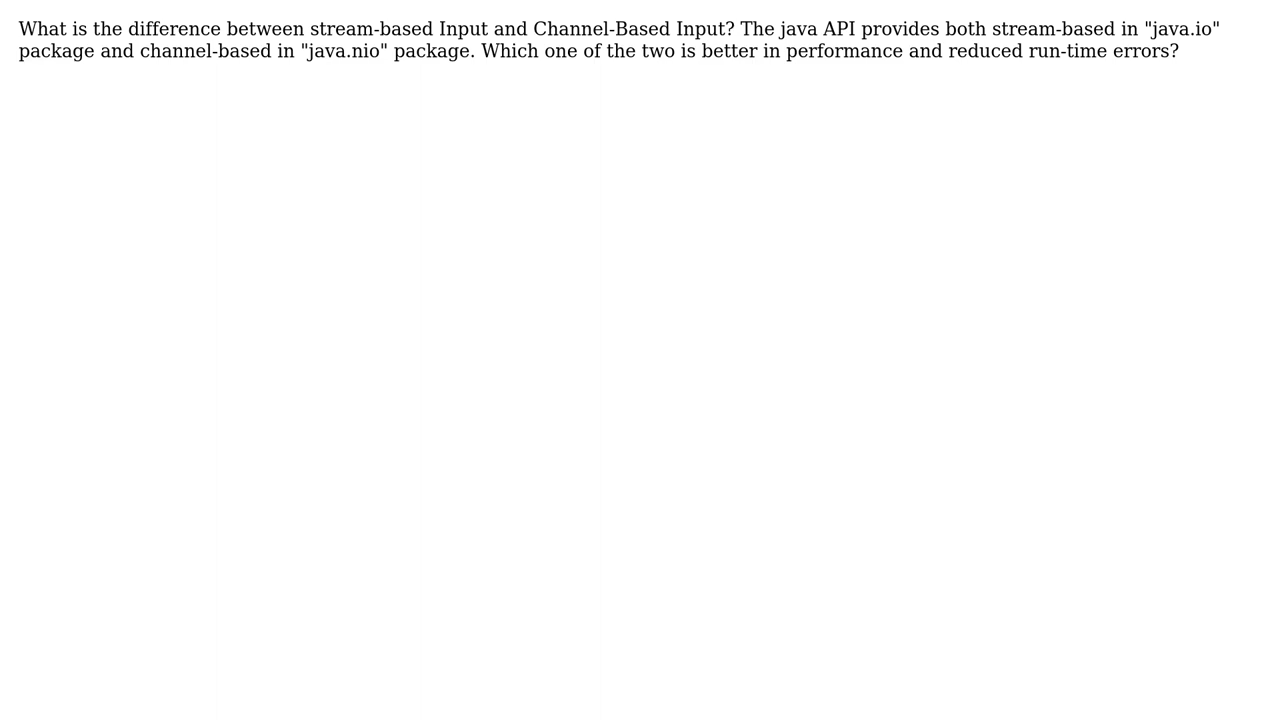 What is the difference between stream-based Input and Channel-Based Input? The java API provides both stream-based in "java.io"
package and channel-based in "java.nio" package. Which one of the two is better in performance and reduced run-time errors?